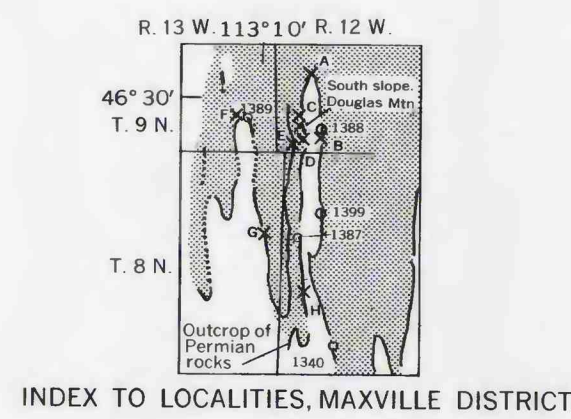 R. 13 W. 113°10' R. 12 W.
A
South slope.
Douglas Mtn
46°30'
T. 9 N.
F
1389
C
1388
E
B
D
1399
G
1387
T. 8 N.
H
Outcrop of
Permian
rocks
1340
INDEX TO LOCALITIES, MAXVILLE DISTRICT